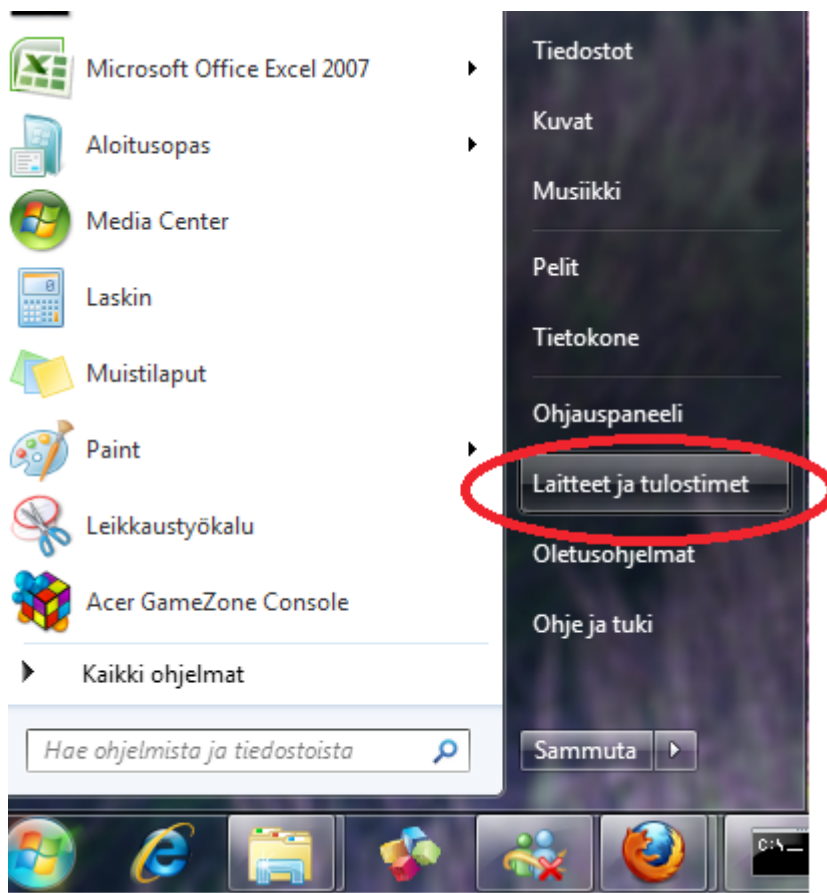 Microsoft Office Excel 2007
Aloitusopas
Media Center
Laskin
Muistilaput
Paint
Leikkaustyökalu
Acer GameZone Console
Kaikki ohjelmat
Hae ohjelmista ja tiedostoista
Tiedostot
Kuvat
Musiikki
Pelit
Tietokone
Ohjauspaneeli
Laitteet ja tulostimet
Oletusohjelmat
Ohje ja tuki
Sammuta
C:\_